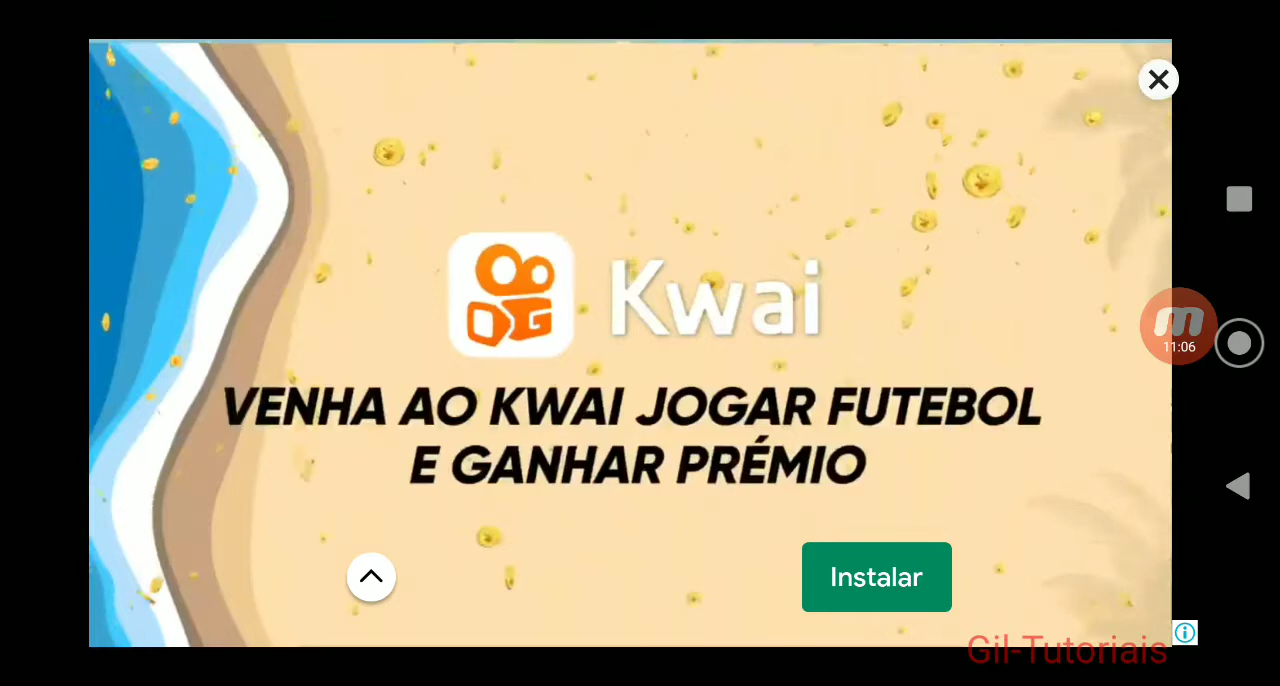 Kwai
VENHA AO KWAI JOGAR FUTEBOL
E GANHAR PRÉMIO
11:06
Instalar
Gil-Tutoriais